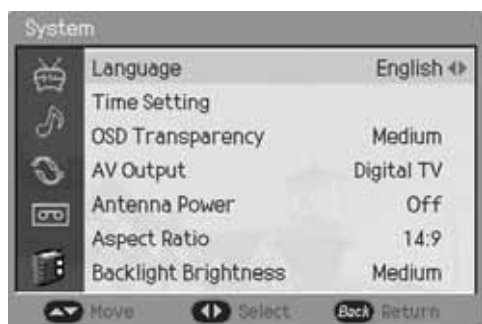 System
Language English
Time Setting
OSD Transparency Medium
AV Output Digital TV
Antenna Power Off
Aspect Ratio 14:9
Backlight Brightness Medium
Move Select Back Return